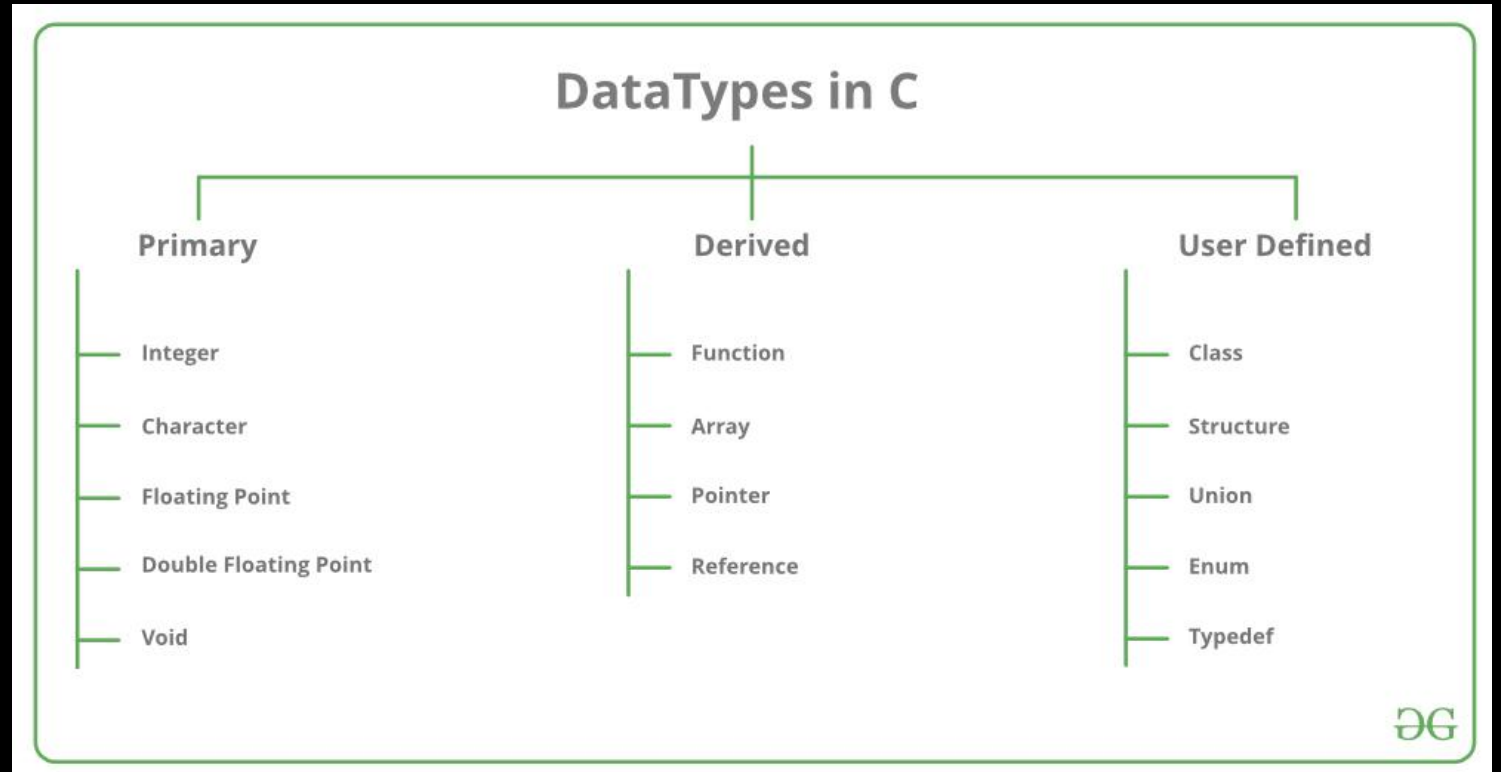 DataTypes in C
Primary
Integer
Character
Floating Point
Double Floating Point
Void
Derived
Function
Array
Pointer
Reference
User Defined
Class
Structure
Union
Enum
Typedef